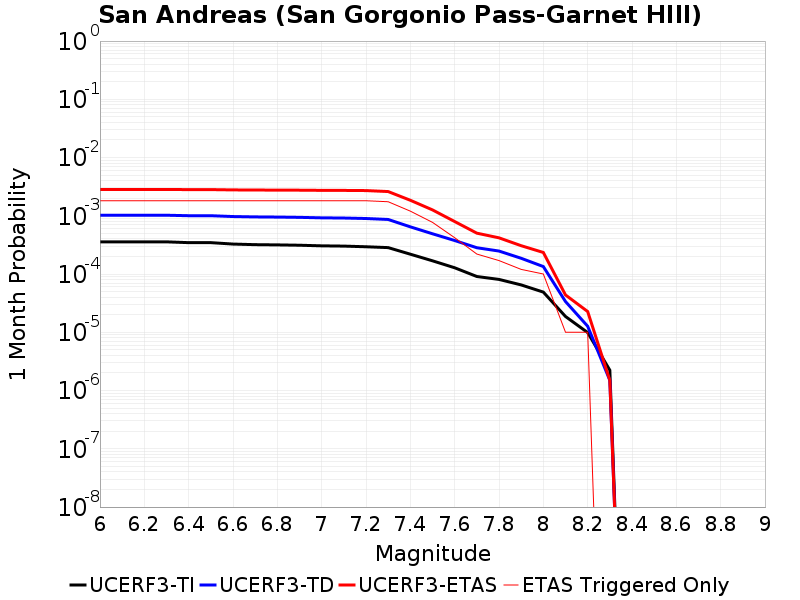 San Andreas (San Gorgonio Pass-Garnet HIll)
10^0
10^-1
10^-2
10^-3
10^-4
10^-5
10^-6
10^-7
10^-8
1 Month Probability
6 6.2 6.4 6.6 6.8 7 7.2 7.4 7.6 7.8 8 8.2 8.4 8.6 8.8 9
Magnitude
UCERF3-TI UCERF3-TD UCERF3-ETAS ETAS Triggered Only